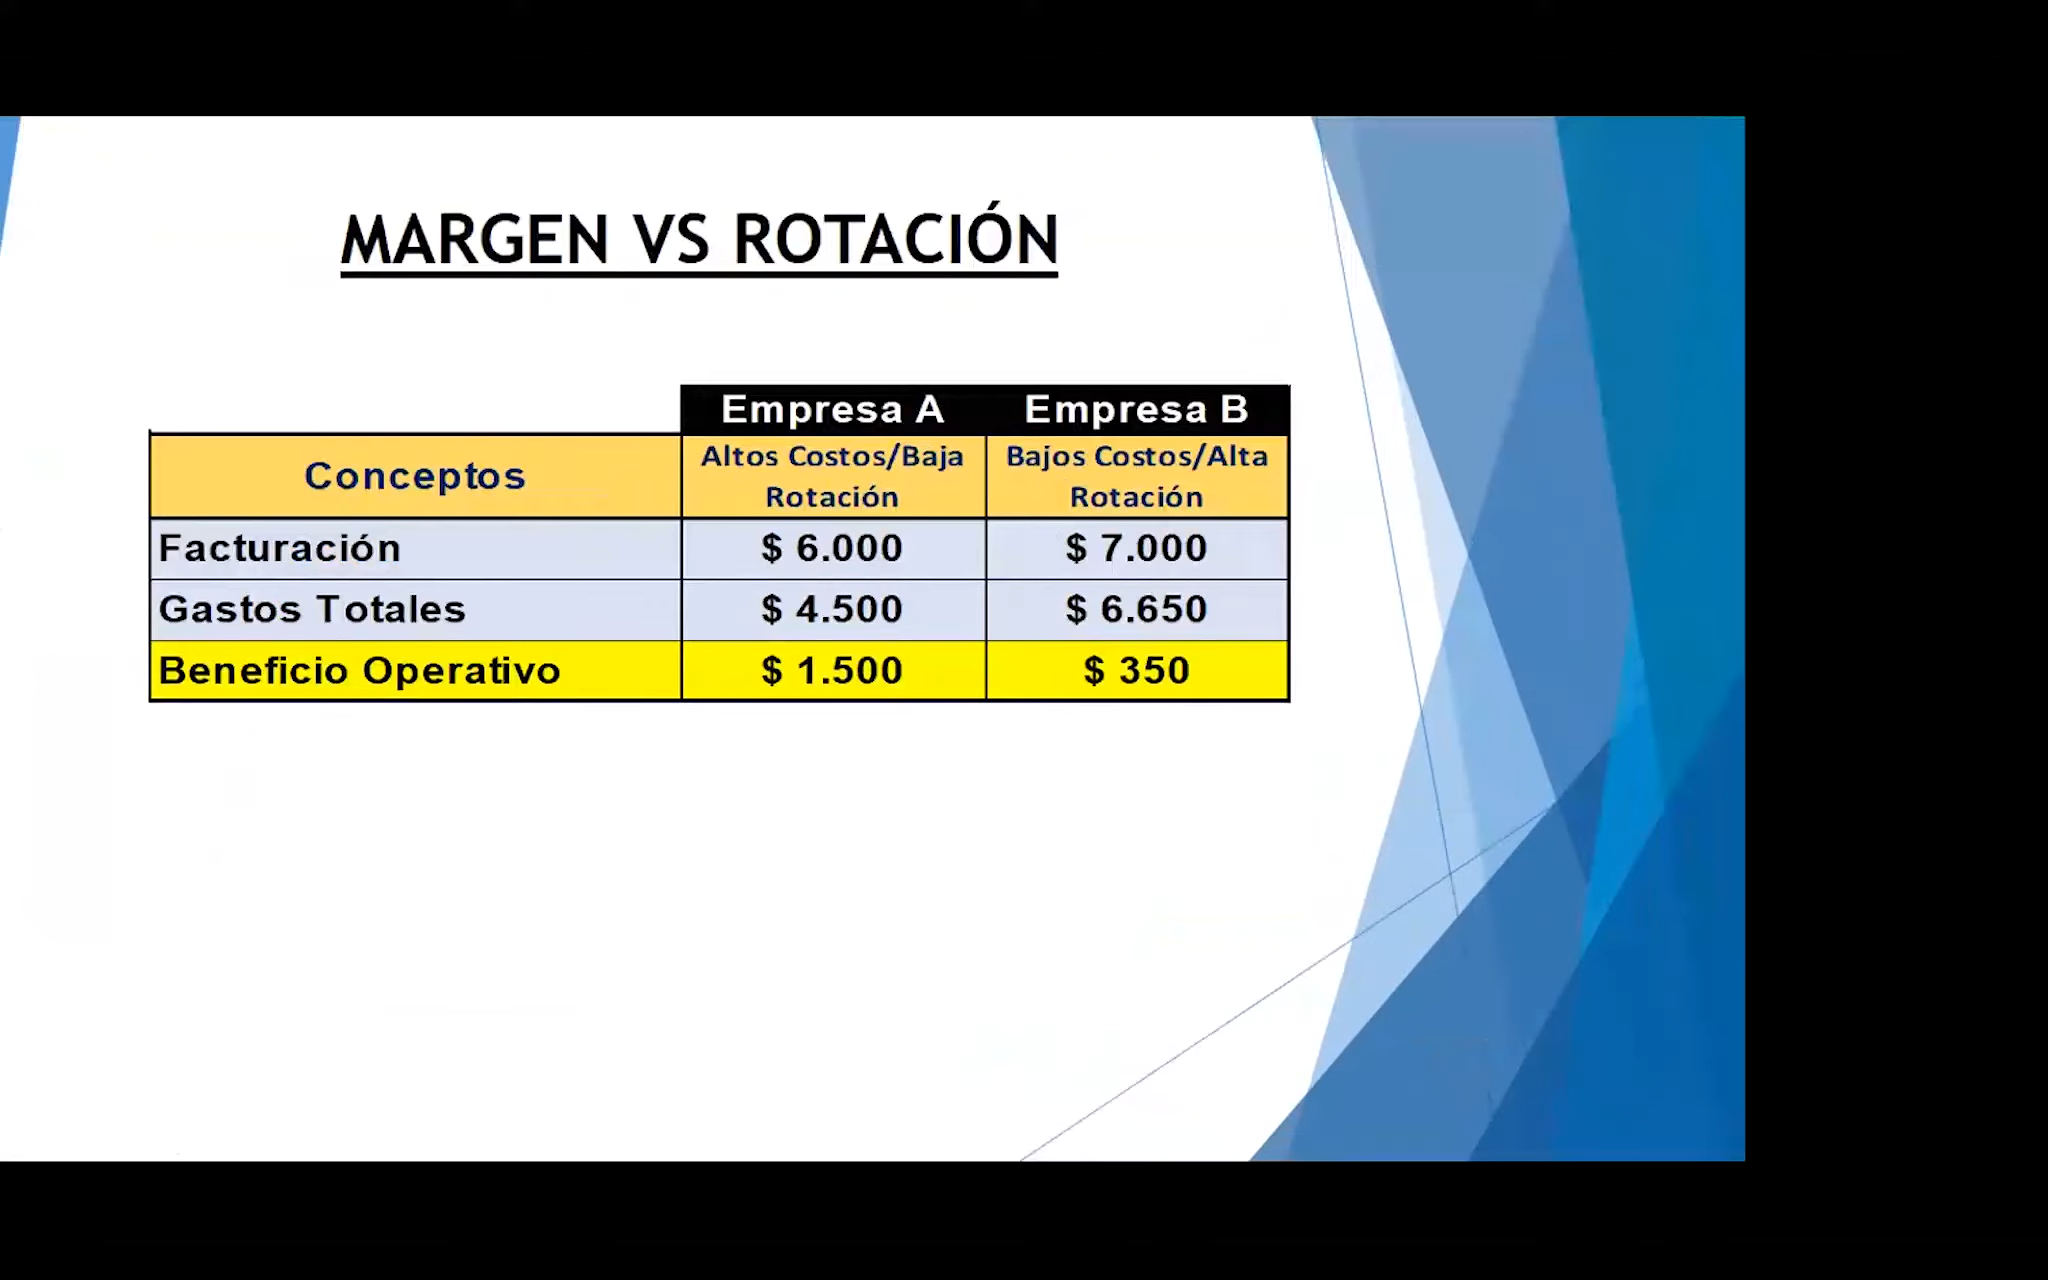 MARGEN VS ROTACIÓN
Empresa A Empresa B
Conceptos Altos Costos/Baja Rotación Bajos Costos/Alta Rotación
Facturación $ 6.000 $ 7.000
Gastos Totales $ 4.500 $ 6.650
Beneficio Operativo $ 1.500 $ 350